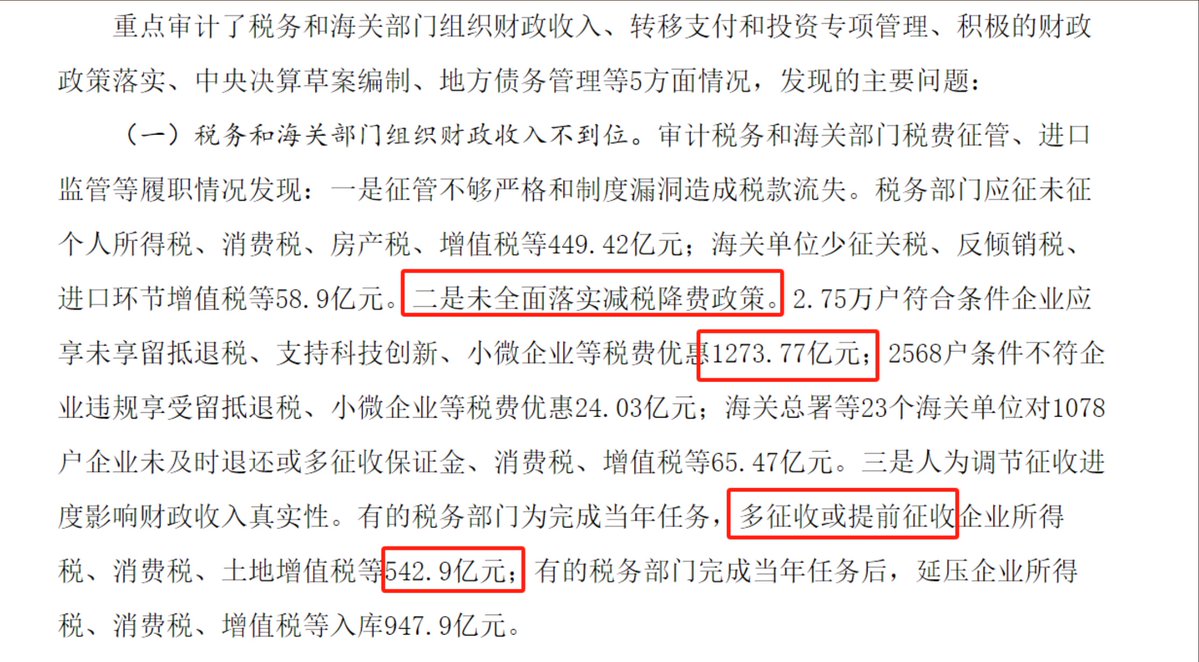 重点审计了税务和海关部门组织财政收入、转移支付和投资专项管理、积极的财政
政策落实、中央决算草案编制、地方债务管理等5方面情况，发现的主要问题：
（一）税务和海关部门组织财政收入不到位。审计税务和海关部门税费征管、进口
监管等履职情况发现：一是征管不够严格和制度漏洞造成税款流失。税务部门应征未征
个人所得税、消费税、房产税、增值税等449.42亿元；海关单位少征关税、反倾销税、
进口环节增值税等58.9亿元。二是未全面落实减税降费政策。2.75万户符合条件企业应
享未享留抵退税、支持科技创新、小微企业等税费优惠1273.77亿元；2568户条件不符企
业违规享受留抵退税、小微企业等税费优惠24.03亿元；海关总署等23个海关单位对1078
户企业未及时退还或多征收保证金、消费税、增值税等65.47亿元。三是人为调节征收进
度影响财政收入真实性。有的税务部门为完成当年任务，多征收或提前征收企业所得
税、消费税、土地增值税等542.9亿元；有的税务部门完成当年任务后，延压企业所得
税、消费税、增值税等入库947.9亿元。